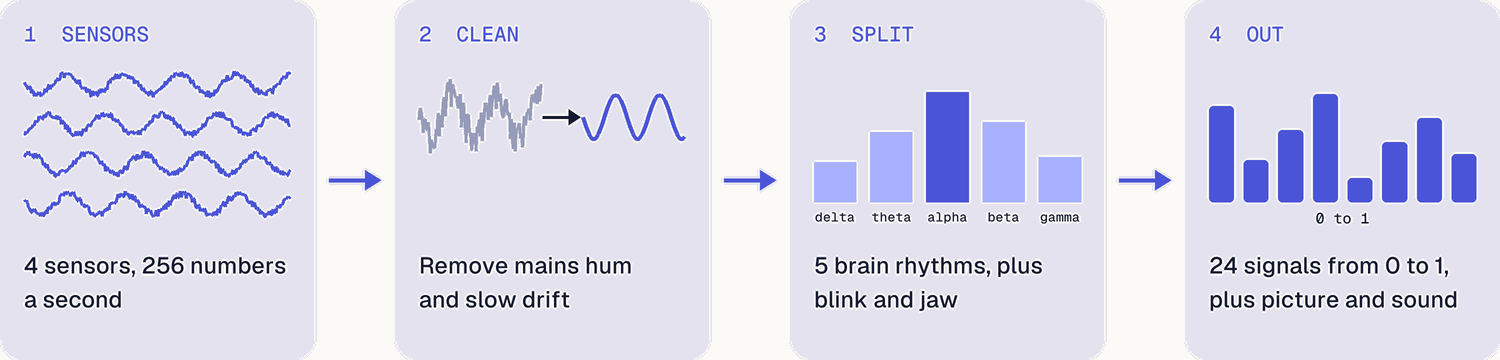 1 SENSORS
4 sensors, 256 numbers
a second
2 CLEAN
Remove mains hum
and slow drift
3 SPLIT
delta theta alpha beta gamma
5 brain rhythms, plus
blink and jaw
4 OUT
0 to 1
24 signals from 0 to 1,
plus picture and sound